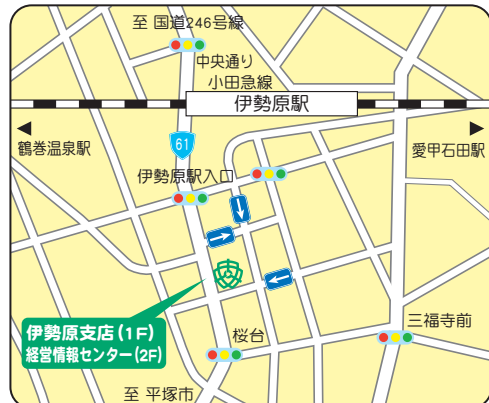 至 国道246号線
中央通り
小田急線
伊勢原駅
鶴巻温泉駅
愛甲石田駅
61
伊勢原駅入口
伊勢原支店(1F)
経営情報センター(2F)
桜台
三福寺前
至 平塚市